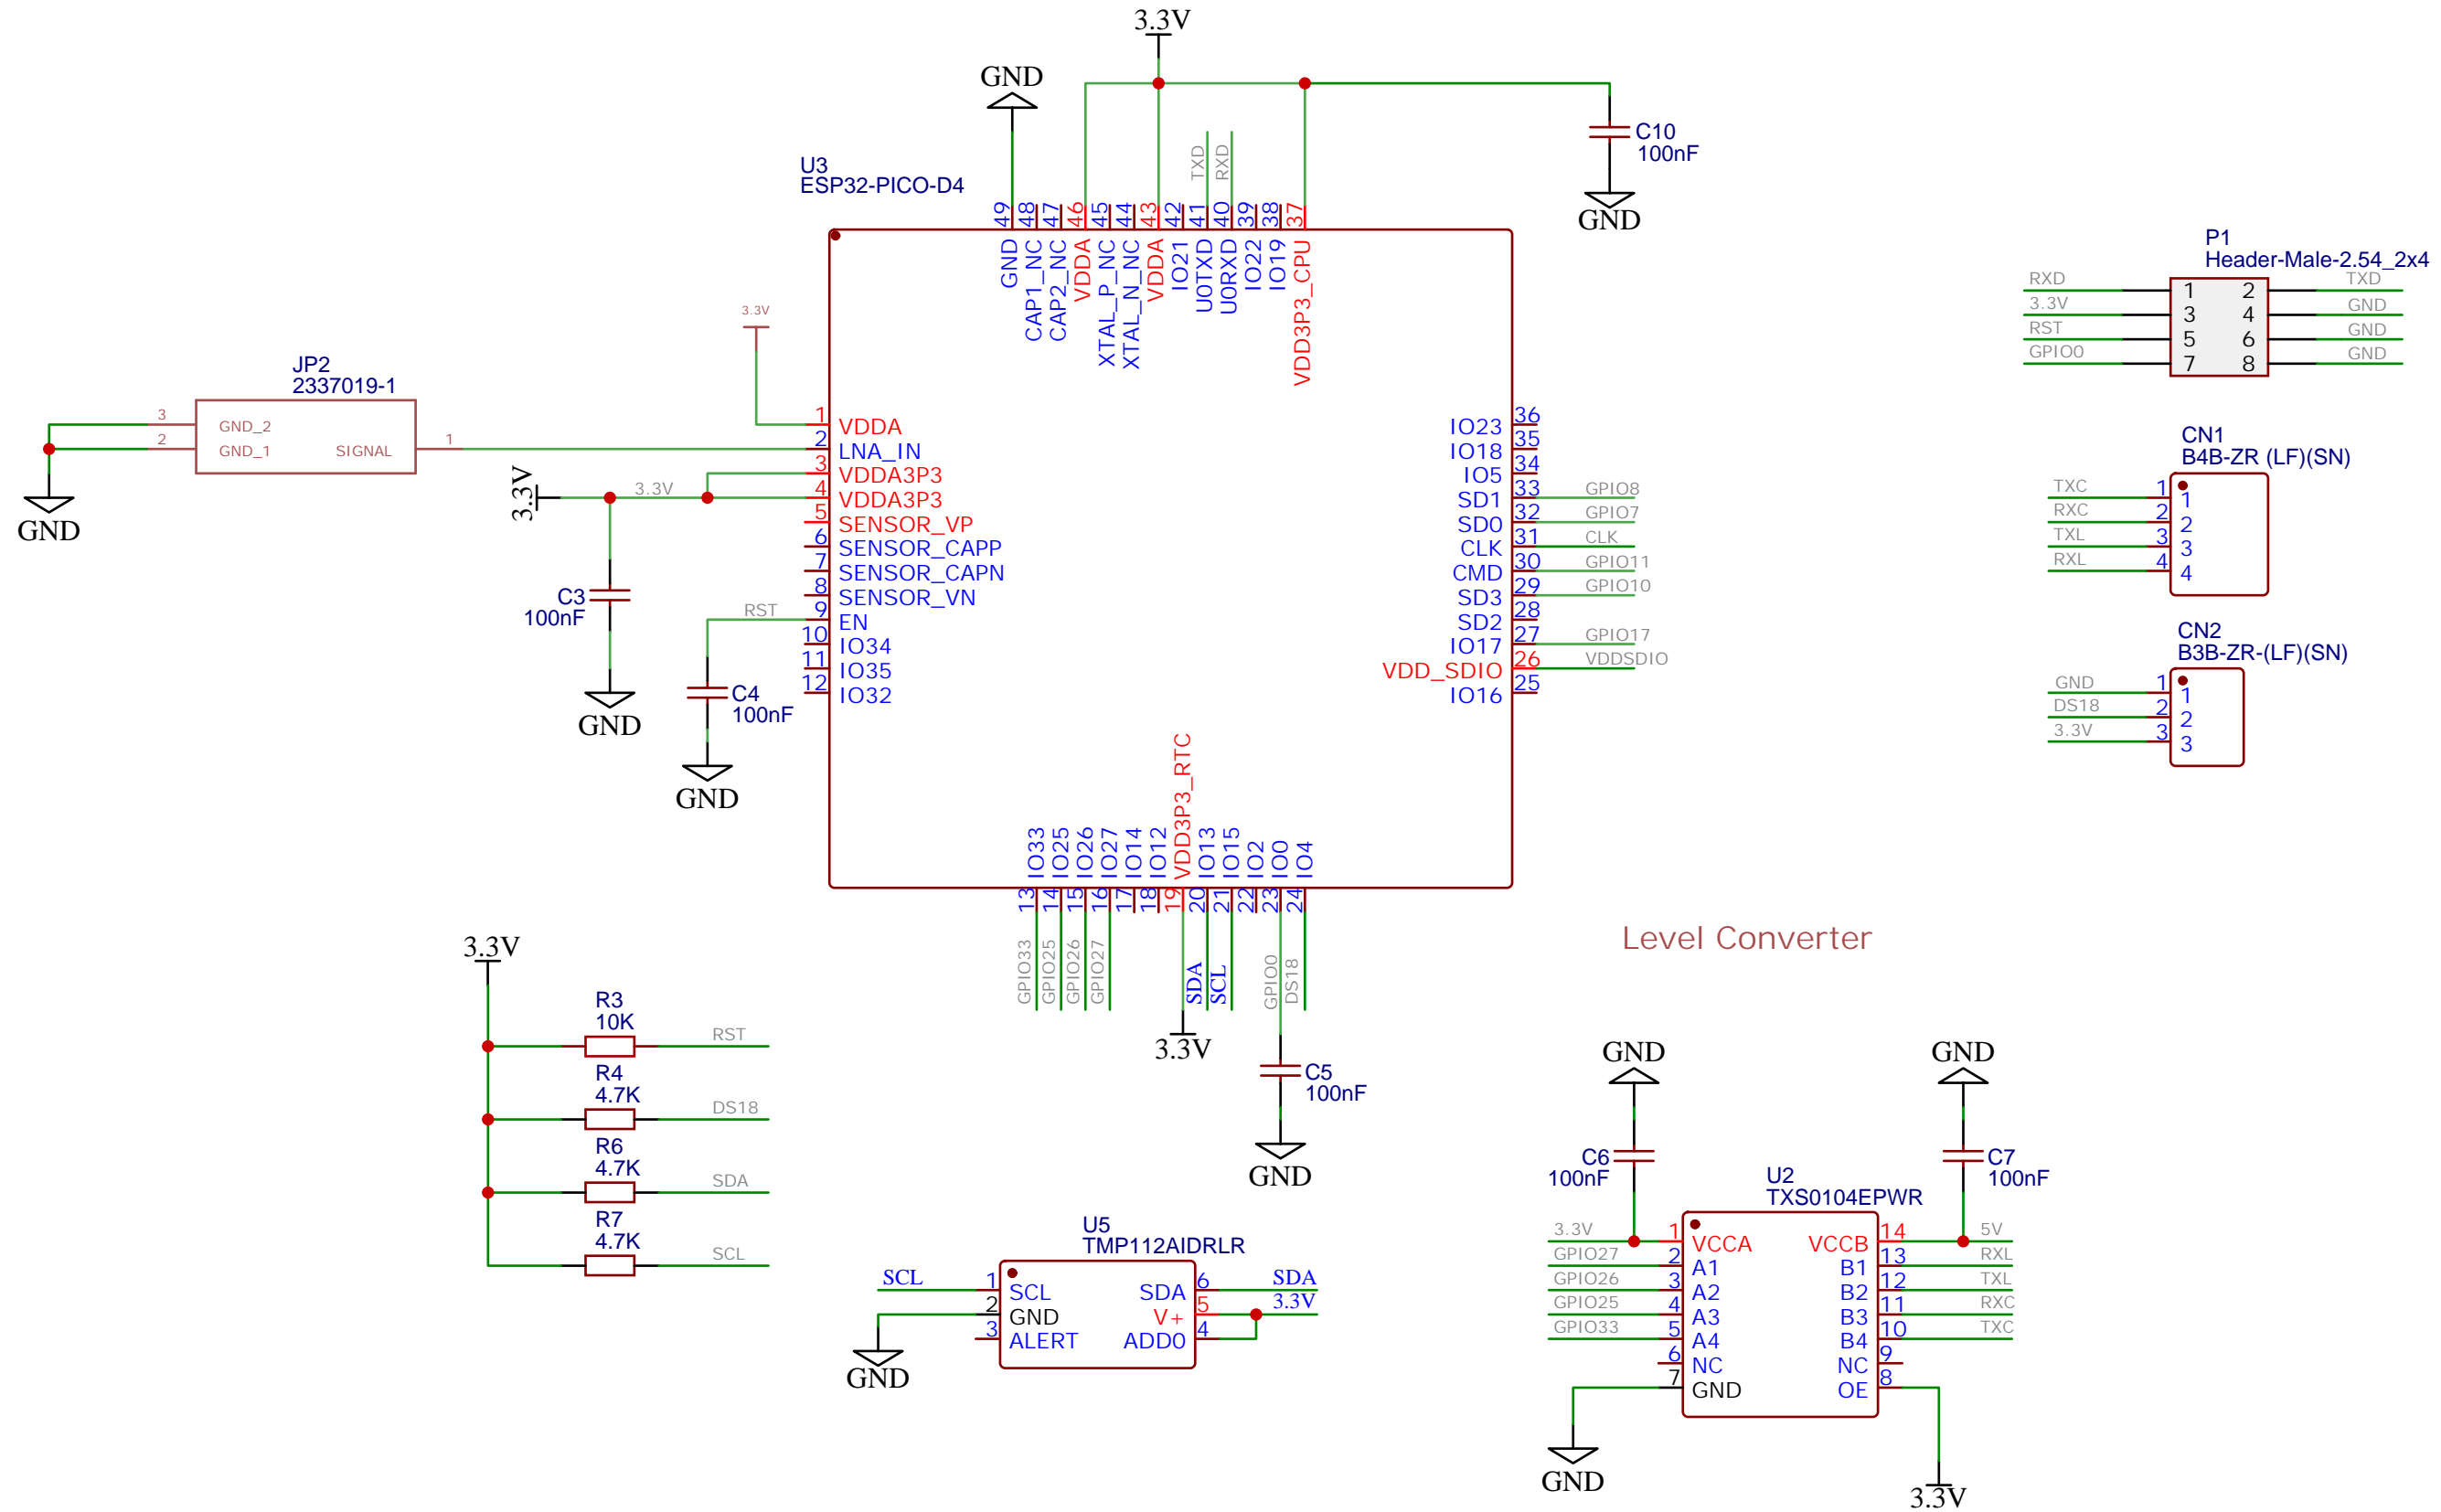 3.3V
GND
C10
100nF
GND
TXD
RXD
U3
ESP32-PICO-D4
49
48
47
46
45
44
43
42
41
40
39
38
37
GND
CAP1_NC
CAP2_NC
VDDA
XTAL_P_NC
XTAL_N_NC
VDDA
IO21
U0TXD
U0RXD
IO22
IO19
VDD3P3_CPU
P1
Header-Male-2.54_2x4
RXD 1 2 TXD
3.3V 3 4 GND
RST 5 6 GND
GPIO0 7 8 GND
3.3V
JP2
2337019-1
3 GND_2
2 GND_1 SIGNAL 1
GND
1 VDDA
2 LNA_IN
3 VDDA3P3
4 VDDA3P3
5 SENSOR_VP
6 SENSOR_CAPP
7 SENSOR_CAPN
8 SENSOR_VN
9 EN
10 IO34
11 IO35
12 IO32
3.3V
3.3V
C3
100nF
GND
RST
C4
100nF
GND
IO23 36
IO18 35
IO5 34
SD1 33 GPIO8
SD0 32 GPIO7
CLK 31 CLK
CMD 30 GPIO11
SD3 29 GPIO10
SD2 28
IO17 27 GPIO17
VDD_SDIO 26 VDDSDIO
IO16 25
CN1
B4B-ZR (LF)(SN)
TXC 1 1
RXC 2 2
TXL 3 3
RXL 4 4
CN2
B3B-ZR-(LF)(SN)
GND 1 1
DS18 2 2
3.3V 3 3
IO33
IO25
IO26
IO27
IO14
IO12
VDD3P3_RTC
IO13
IO15
IO2
IO0
IO4
13
14
15
16
17
18
19
20
21
22
23
24
GPIO33
GPIO25
GPIO26
GPIO27
SDA
SCL
GPIO0
DS18
3.3V
C5
100nF
GND
3.3V
R3
10K
RST
R4
4.7K
DS18
R6
4.7K
SDA
R7
4.7K
SCL
U5
TMP112AIDRLR
SCL 1 SCL SDA 6 SDA
2 GND V+ 5 3.3V
3 ALERT ADD0 4
GND
Level Converter
GND
GND
C6
100nF
C7
100nF
U2
TXS0104EPWR
3.3V 1 VCCA VCCB 14 5V
GPIO27 2 A1 B1 13 RXL
GPIO26 3 A2 B2 12 TXL
GPIO25 4 A3 B3 11 RXC
GPIO33 5 A4 B4 10 TXC
6 NC NC 9
7 GND OE 8
GND
3.3V